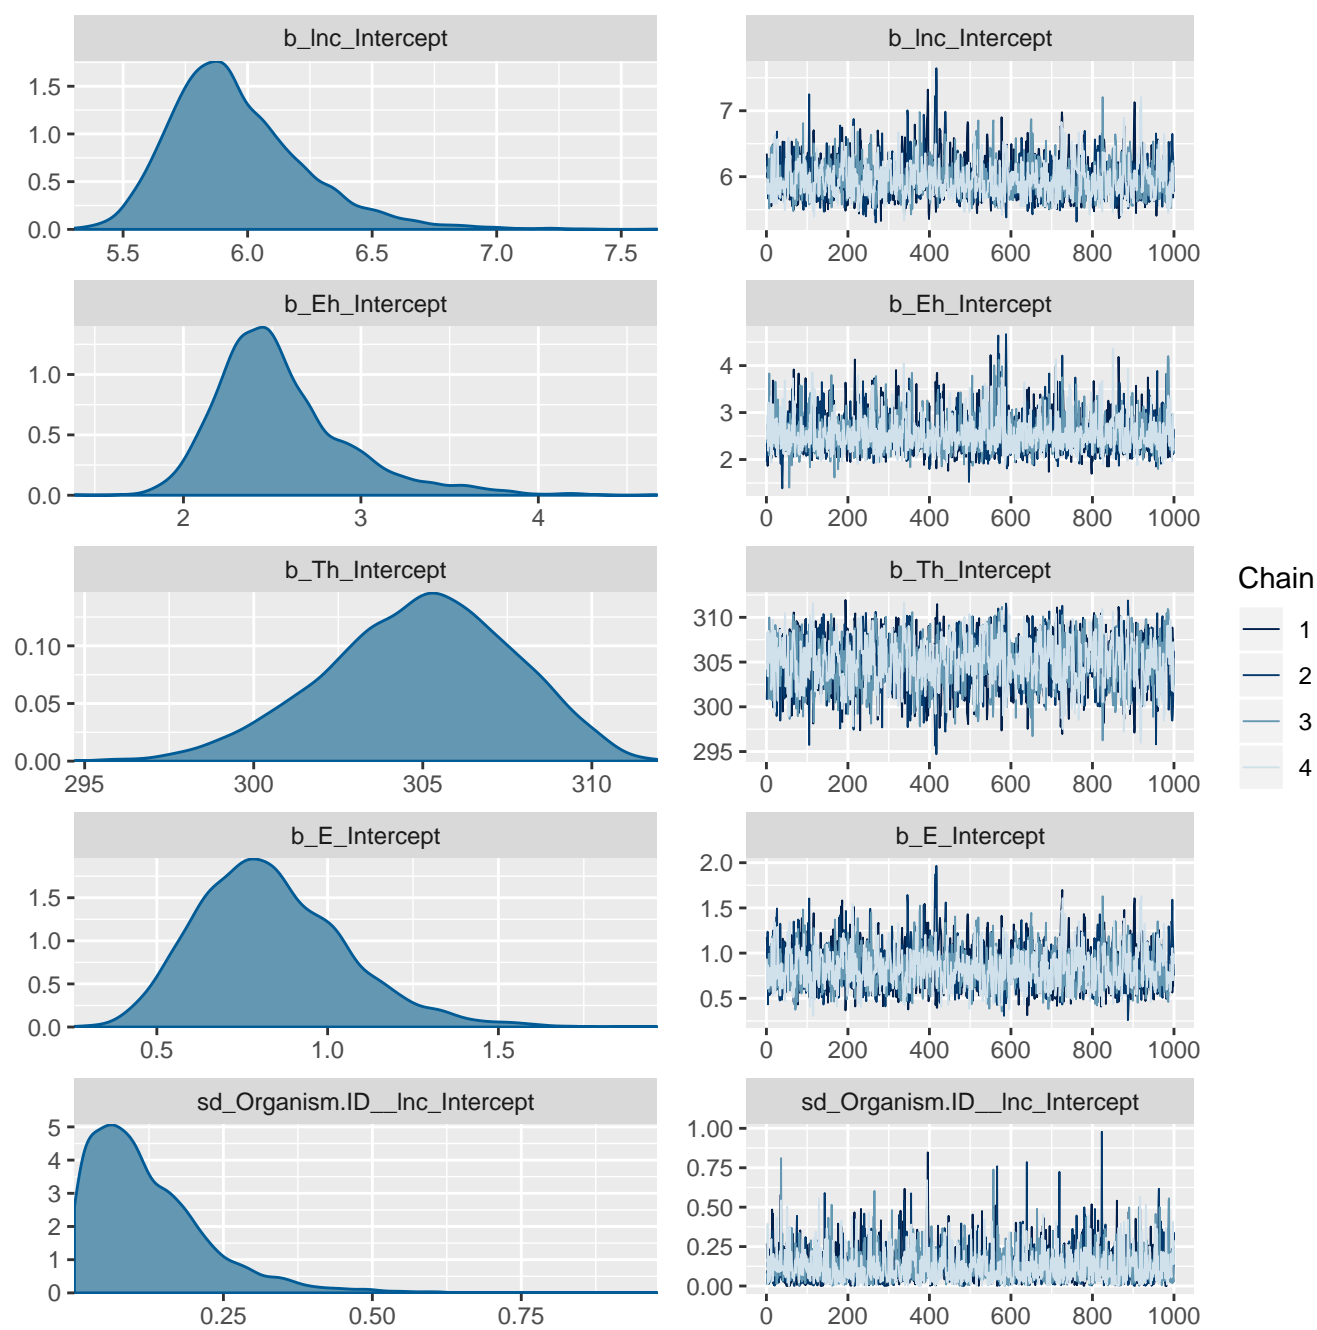 b_lnc_Intercept
1.5
1.0
0.5
0.0
5.5 6.0 6.5 7.0 7.5
b_lnc_Intercept
7
6
0 200 400 600 800 1000
b_Eh_Intercept
1.0
0.5
0.0
2 3 4
b_Eh_Intercept
4
3
2
0 200 400 600 800 1000
b_Th_Intercept
0.10
0.05
0.00
295 300 305 310
b_Th_Intercept
310
305
300
295
0 200 400 600 800 1000
b_E_Intercept
1.5
1.0
0.5
0.0
0.5 1.0 1.5
b_E_Intercept
2.0
1.5
1.0
0.5
0 200 400 600 800 1000
sd_Organism.ID__lnc_Intercept
5
4
3
2
1
0
0.25 0.50 0.75
sd_Organism.ID__lnc_Intercept
1.00
0.75
0.50
0.25
0.00
0 200 400 600 800 1000
Chain
1
2
3
4